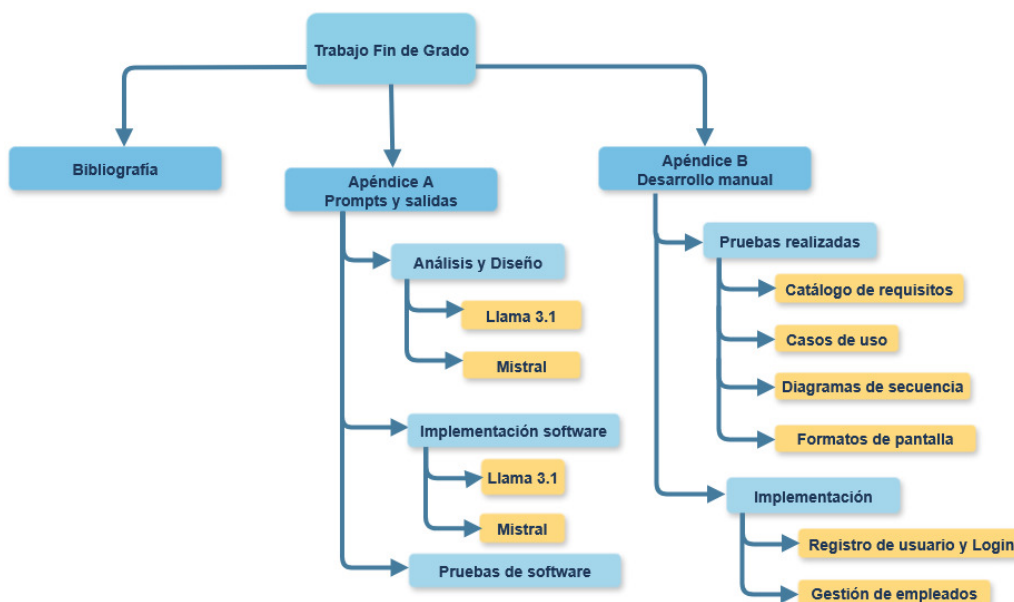 Trabajo Fin de Grado
Bibliografía
Apéndice A
Prompts y salidas
Análisis y Diseño
Llama 3.1
Mistral
Implementación software
Llama 3.1
Mistral
Pruebas de software
Apéndice B
Desarrollo manual
Pruebas realizadas
Catálogo de requisitos
Casos de uso
Diagramas de secuencia
Formatos de pantalla
Implementación
Registro de usuario y Login
Gestión de empleados